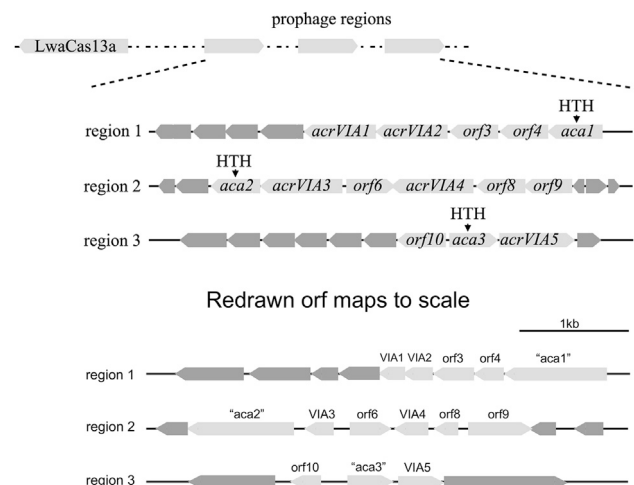 prophage regions
LwaCas13a
HTH
region 1 acrVIA1 acrVIA2 orf3 orf4 aca1
HTH
region 2 aca2 acrVIA3 orf6 acrVIA4 orf8 orf9
HTH
region 3 orf10 aca3 acrVIA5
Redrawn orf maps to scale
1kb
VIA1 VIA2 orf3 orf4 “aca1”
region 1
“aca2” VIA3 orf6 VIA4 orf8 orf9
region 2
orf10 “aca3” VIA5
region 3